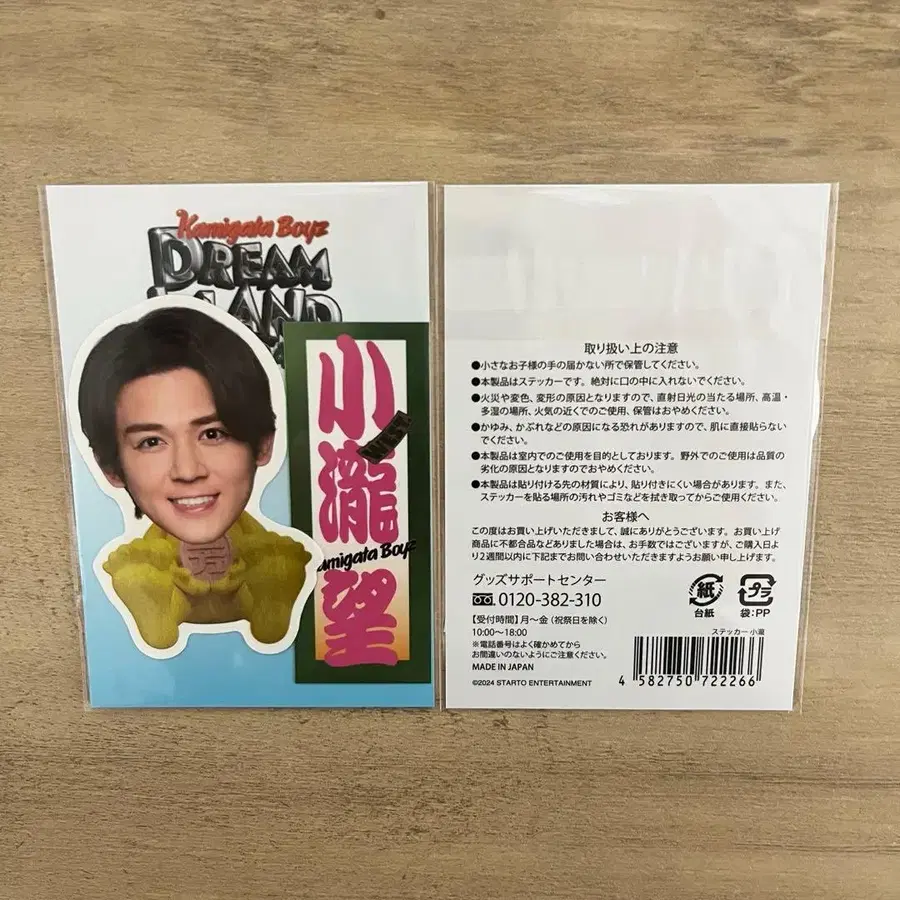 Kamigata Boyz
DREAM
LAND
小瀧望
WEST.
Kamigata Boyz
芳
取り扱い上の注意
●小さなお子様の手の届かない所で保管してください。
●本製品はステッカーです。絶対に口の中に入れないでください。
●火災や変色、変形の原因となりますので、直射日光の当たる場所、高温・
多湿の場所、火気の近くでのご使用、保管はおやめください。
●かゆみ、かぶれなどの原因になる恐れがありますので、肌に直接貼らない
でください。
●本製品は室内でのご使用を目的としております。野外でのご使用は品質の
劣化の原因となりますのでおやめください。
●本製品は貼り付ける先の材質により、貼り付きにくい場合があります。また、
ステッカーを貼る場所の汚れやゴミなどを拭き取ってからご使用ください。
お客様へ
この度はお買い上げいただきまして、誠にありがとうございます。お買い上げ
商品に不都合品などありました場合は、お手数ではございますが、ご購入日よ
り2週間以内に下記までお問い合わせいただきますようお願い申し上げます。
グッズサポートセンター
0120-382-310
【受付時間】月～金（祝祭日を除く）
10:00～18:00
※電話番号はよく確かめてから
お間違いのないようにご注意ください。
MADE IN JAPAN
©2024 STARTO ENTERTAINMENT
紙
台紙
プラ
袋:PP
ステッカー 小瀧
4 582750 722266